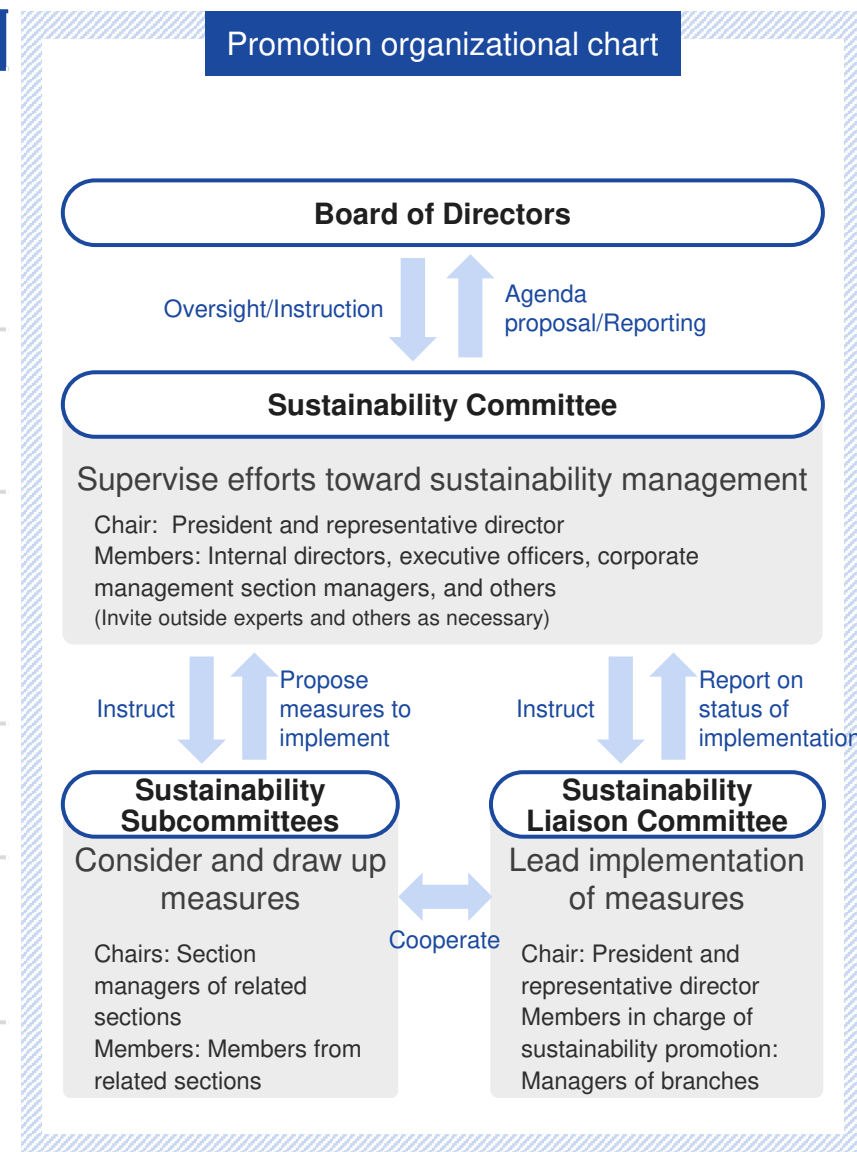 Promotion organizational chart
Board of Directors
Oversight/Instruction
Agenda
proposal/Reporting
Sustainability Committee
Supervise efforts toward sustainability management
Chair: President and representative director
Members: Internal directors, executive officers, corporate
management section managers, and others
(Invite outside experts and others as necessary)
Instruct
Propose
measures to
implement
Instruct
Report on
status of
implementation
Sustainability
Subcommittees
Consider and draw up
measures
Chairs: Section
managers of related
sections
Members: Members from
related sections
Cooperate
Sustainability
Liaison Committee
Lead implementation
of measures
Chair: President and
representative director
Members in charge of
sustainability promotion:
Managers of branches